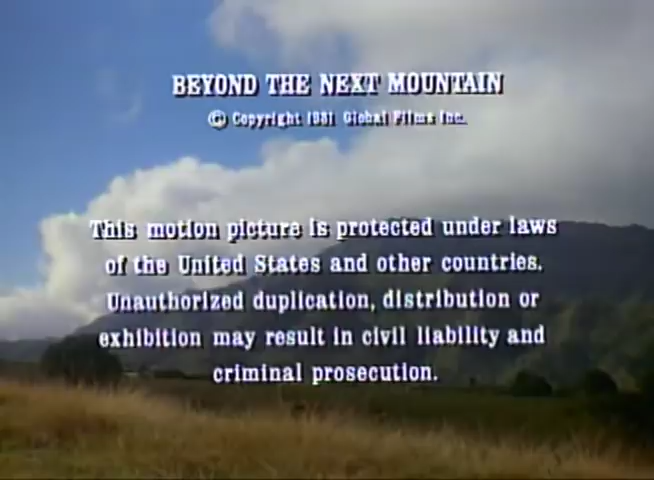 BEYOND THE NEXT MOUNTAIN
© Copyright 1981 Global Films Inc.
This motion picture is protected under laws
of the United States and other countries.
Unauthorized duplication, distribution or
exhibition may result in civil liability and
criminal prosecution.